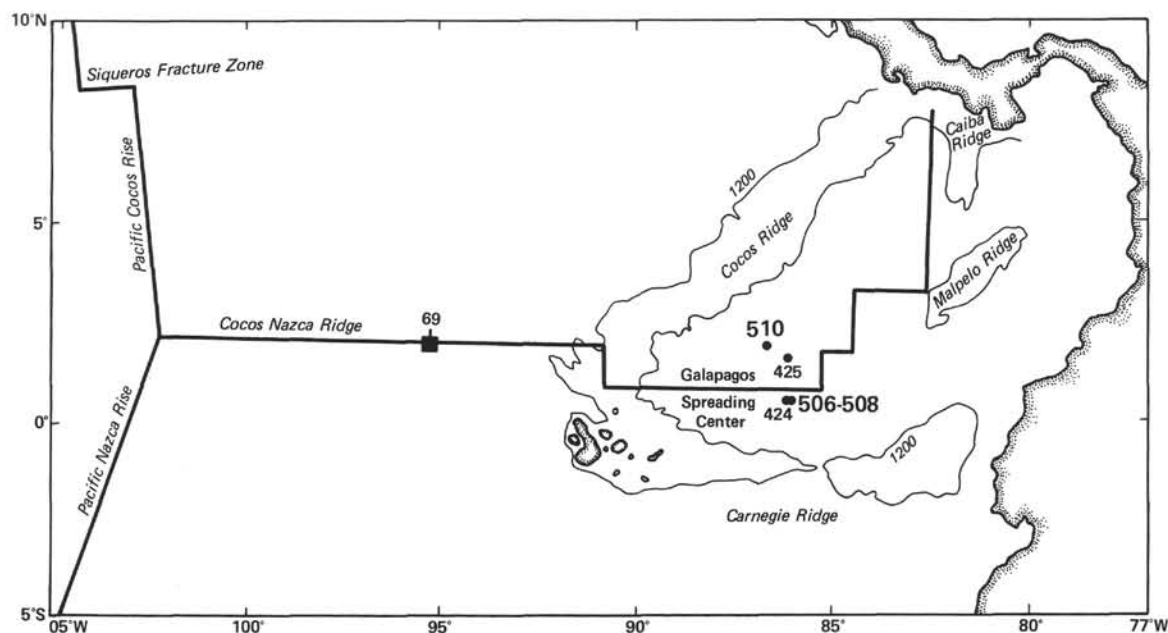 10°N
Siqueros Fracture Zone
Caiba
Ridge
1200
Pacific Cocos Rise
5°
Cocos Ridge
Malpelo Ridge
69
Cocos Nazca Ridge
510
425
Galapagos
Spreading
Center
424
506-508
0°
Pacific Nazca Rise
1200
Carnegie Ridge
5°S
05°W
100°
95°
90°
85°
80°
77°W